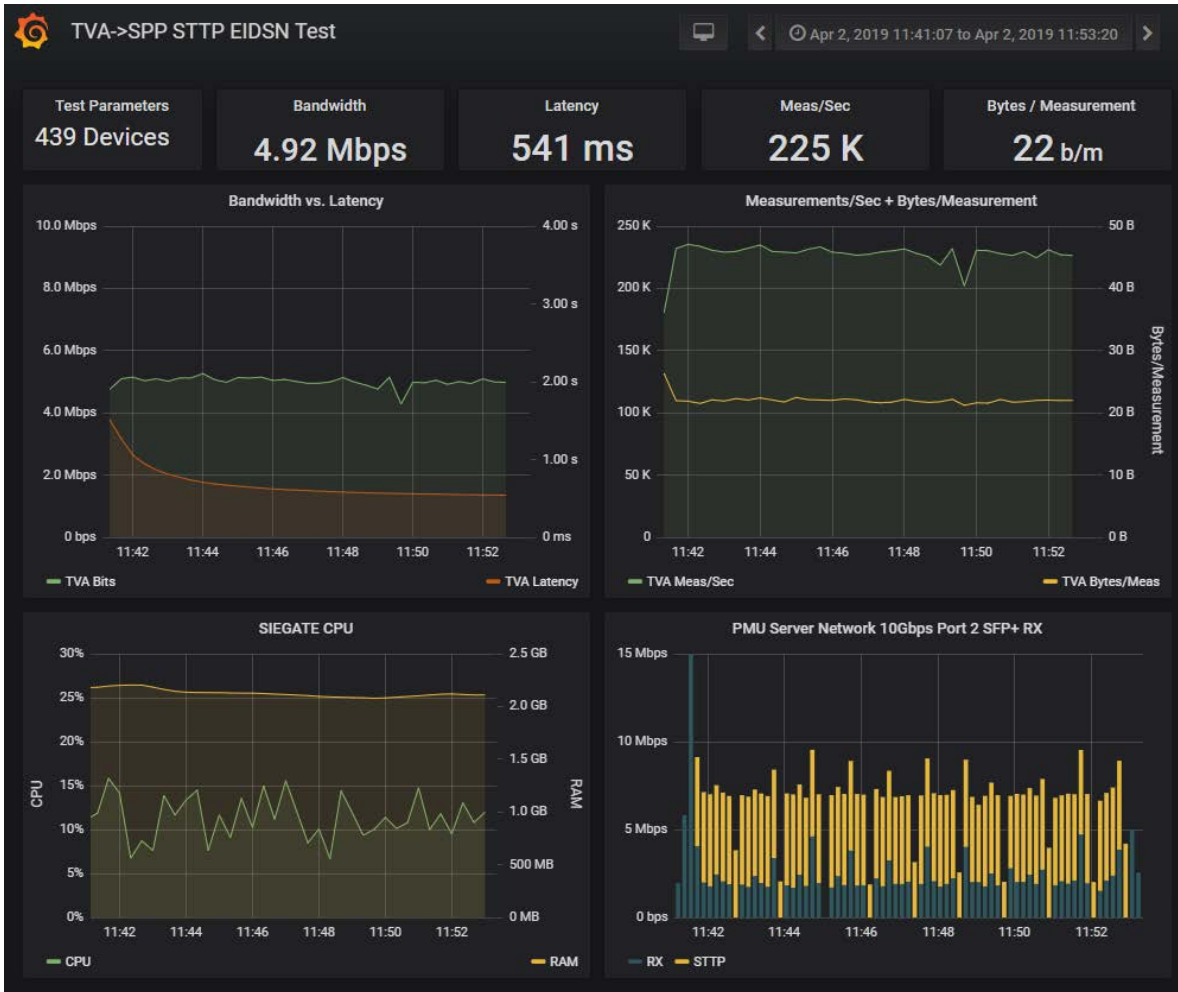 TVA->SPP STTP EIDSN Test
Apr 2, 2019 11:41:07 to Apr 2, 2019 11:53:20
Test Parameters
439 Devices
Bandwidth
4.92 Mbps
Latency
541 ms
Meas/Sec
225 K
Bytes / Measurement
22 b/m
Bandwidth vs. Latency
10.0 Mbps
8.0 Mbps
6.0 Mbps
4.0 Mbps
2.0 Mbps
0 bps
4.00 s
3.00 s
2.00 s
1.00 s
0 ms
11:42 11:44 11:46 11:48 11:50 11:52
TVA Bits TVA Latency
Measurements/Sec + Bytes/Measurement
250 K
200 K
150 K
100 K
50 K
0
50 B
40 B
30 B
20 B
10 B
0 B
Bytes/Measurement
11:42 11:44 11:46 11:48 11:50 11:52
TVA Meas/Sec TVA Bytes/Meas
SIEGATE CPU
CPU
30%
25%
20%
15%
10%
5%
0%
2.5 GB
2.0 GB
1.5 GB
1.0 GB
500 MB
0 MB
RAM
11:42 11:44 11:46 11:48 11:50 11:52
CPU RAM
PMU Server Network 10Gbps Port 2 SFP+ RX
15 Mbps
10 Mbps
5 Mbps
0 bps
11:42 11:44 11:46 11:48 11:50 11:52
RX STTP